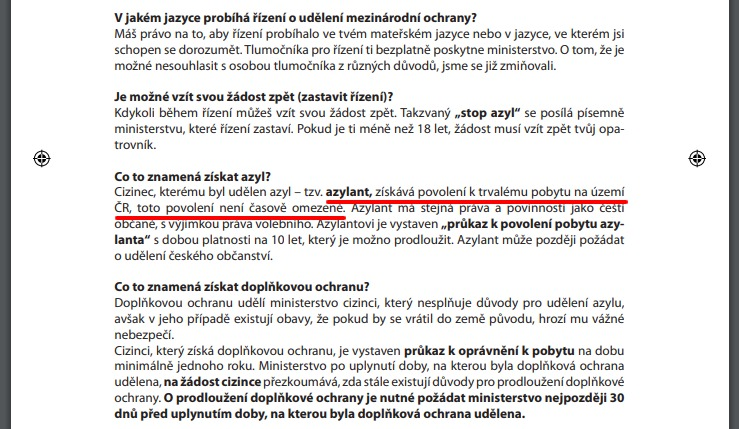 V jakém jazyce probíhá řízení o udělení mezinárodní ochrany?
Máš právo na to, aby řízení probíhalo ve tvém mateřském jazyce nebo v jazyce, ve kterém jsi
schopen se dorozumět. Tlumočníka pro řízení ti bezplatně poskytne ministerstvo. O tom, že je
možné nesouhlasit s osobou tlumočníka z různých důvodů, jsme se již zmiňovali.
Je možné vzít svou žádost zpět (zastavit řízení)?
Kdykoli během řízení můžeš vzít svou žádost zpět. Takzvaný „stop azyl“ se posílá písemně
ministerstvu, které řízení zastaví. Pokud je ti méně než 18 let, žádost musí vzít zpět tvůj opa-
trovník.
Co to znamená získat azyl?
Cizinec, kterému byl udělen azyl – tzv. azylant, získává povolení k trvalému pobytu na území
ČR, toto povolení není časově omezené. Azylant má stejná práva a povinnosti jako čeští
občané, s výjimkou práva volebního. Azylantovi je vystaven „průkaz k povolení pobytu azy-
lanta“ s dobou platnosti na 10 let, který je možno prodloužit. Azylant může později požádat
o udělení českého občanství.
Co to znamená získat doplňkovou ochranu?
Doplňkovou ochranu udělí ministerstvo cizinci, který nesplňuje důvody pro udělení azylu,
avšak v jeho případě existují obavy, že pokud by se vrátil do země původu, hrozí mu vážné
nebezpečí.
Cizinci, který získá doplňkovou ochranu, je vystaven průkaz k oprávnění k pobytu na dobu
minimálně jednoho roku. Ministerstvo po uplynutí doby, na kterou byla doplňková ochrana
udělena, na žádost cizince přezkoumává, zda stále existují důvody pro prodloužení doplňkové
ochrany. O prodloužení doplňkové ochrany je nutné požádat ministerstvo nejpozději 30
dnů před uplynutím doby, na kterou byla doplňková ochrana udělena.